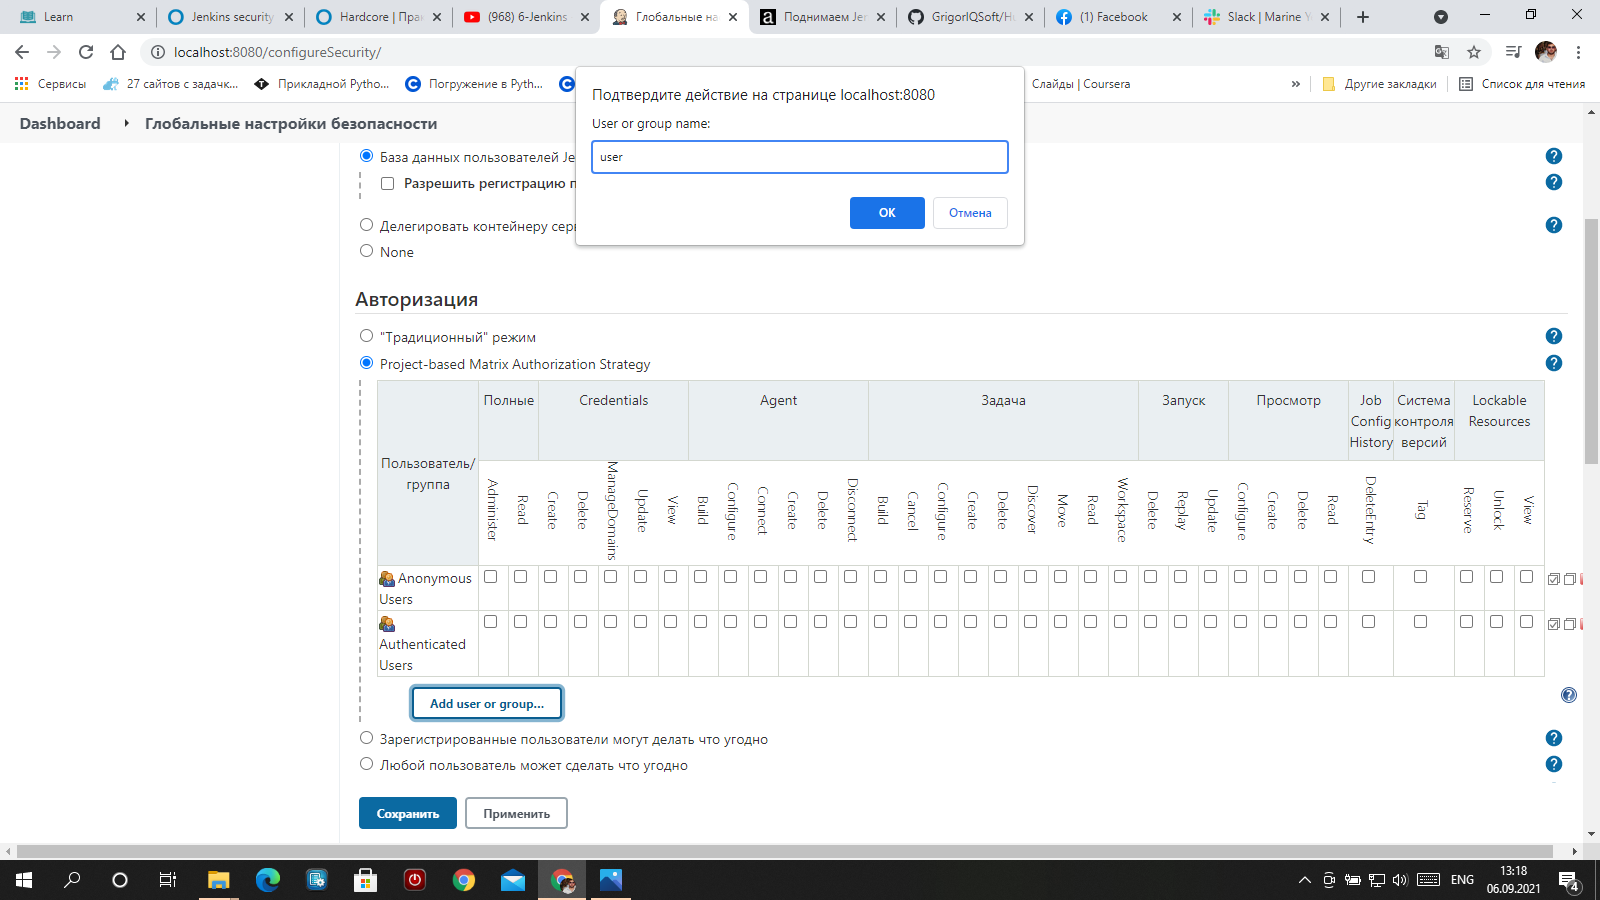 Learn
Jenkins security
Hardcore | Пра
(968) 6-Jenkins
Глобальные на
Поднимаем Jen
GrigorIQSoft/Hu
(1) Facebook
Slack | Marine Y
localhost:8080/configureSecurity/
Сервисы
27 сайтов с задачк...
Прикладной Pytho...
Погружение в Pyth...
Слайды | Coursera
»
Другие закладки
Список для чтения
Dashboard
Глобальные настройки безопасности
Подтвердите действие на странице localhost:8080
User or group name:
user
OK
Отмена
База данных пользователей Je
Разрешить регистрацию п
Делегировать контейнеру серв
None
Авторизация
"Традиционный" режим
Project-based Matrix Authorization Strategy
Пользователь/
группа
Полные
Credentials
Agent
Задача
Запуск
Просмотр
Job
Config
History
Система
контроля
версий
Lockable
Resources
Administer
Read
Create
Delete
ManageDomains
Update
View
Build
Configure
Connect
Create
Delete
Disconnect
Build
Cancel
Configure
Create
Delete
Discover
Move
Read
Workspace
Delete
Replay
Update
Configure
Create
Delete
Read
DeleteEntry
Tag
Reserve
Unlock
View
Anonymous
Users
Authenticated
Users
Add user or group...
Зарегистрированные пользователи могут делать что угодно
Любой пользователь может сделать что угодно
Сохранить
Применить
ENG
13:18
06.09.2021
4